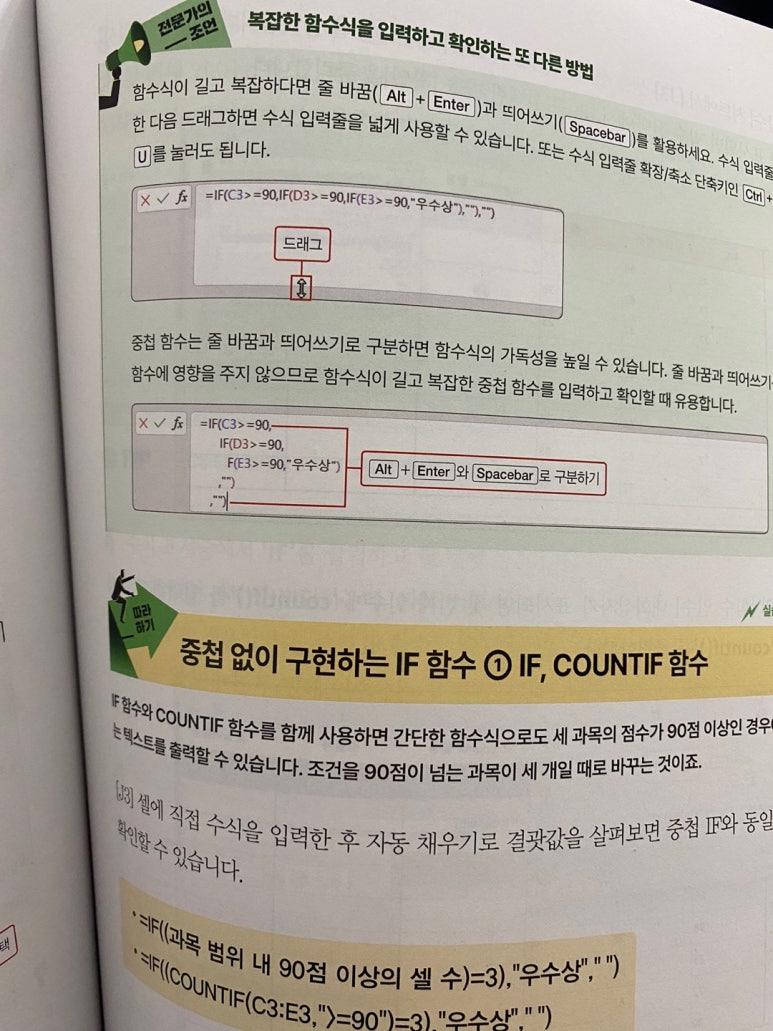 전문가의
조언
복잡한 함수식을 입력하고 확인하는 또 다른 방법
함수식이 길고 복잡하다면 줄 바꿈(Alt+Enter)과 띄어쓰기(Spacebar)를 활용하세요. 수식 입력줄
한 다음 드래그하면 수식 입력줄을 넓게 사용할 수 있습니다. 또는 수식 입력줄 확장/축소 단축키인 Ctrl+
U를 눌러도 됩니다.
fx =IF(C3>=90,IF(D3>=90,IF(E3>=90,"우수상"),""),"")
드래그
중첩 함수는 줄 바꿈과 띄어쓰기로 구분하면 함수식의 가독성을 높일 수 있습니다. 줄 바꿈과 띄어쓰기
함수에 영향을 주지 않으므로 함수식이 길고 복잡한 중첩 함수를 입력하고 확인할 때 유용합니다.
fx =IF(C3>=90,
IF(D3>=90,
F(E3>=90,"우수상")
,"")
,"")
Alt+Enter와 Spacebar로 구분하기
따라
하기
중첩 없이 구현하는 IF 함수 ① IF, COUNTIF 함수
IF 함수와 COUNTIF 함수를 함께 사용하면 간단한 함수식으로도 세 과목의 점수가 90점 이상인 경우
는 텍스트를 출력할 수 있습니다. 조건을 90점이 넘는 과목이 세 개일 때로 바꾸는 것이죠.
[J3] 셀에 직접 수식을 입력한 후 자동 채우기로 결괏값을 살펴보면 중첩 IF와 동일
확인할 수 있습니다.
• =IF((과목 범위 내 90점 이상의 셀 수)=3),"우수상"," ")
• =IF((COUNTIF(C3:E3,">=90")=3),"우수상"," ")